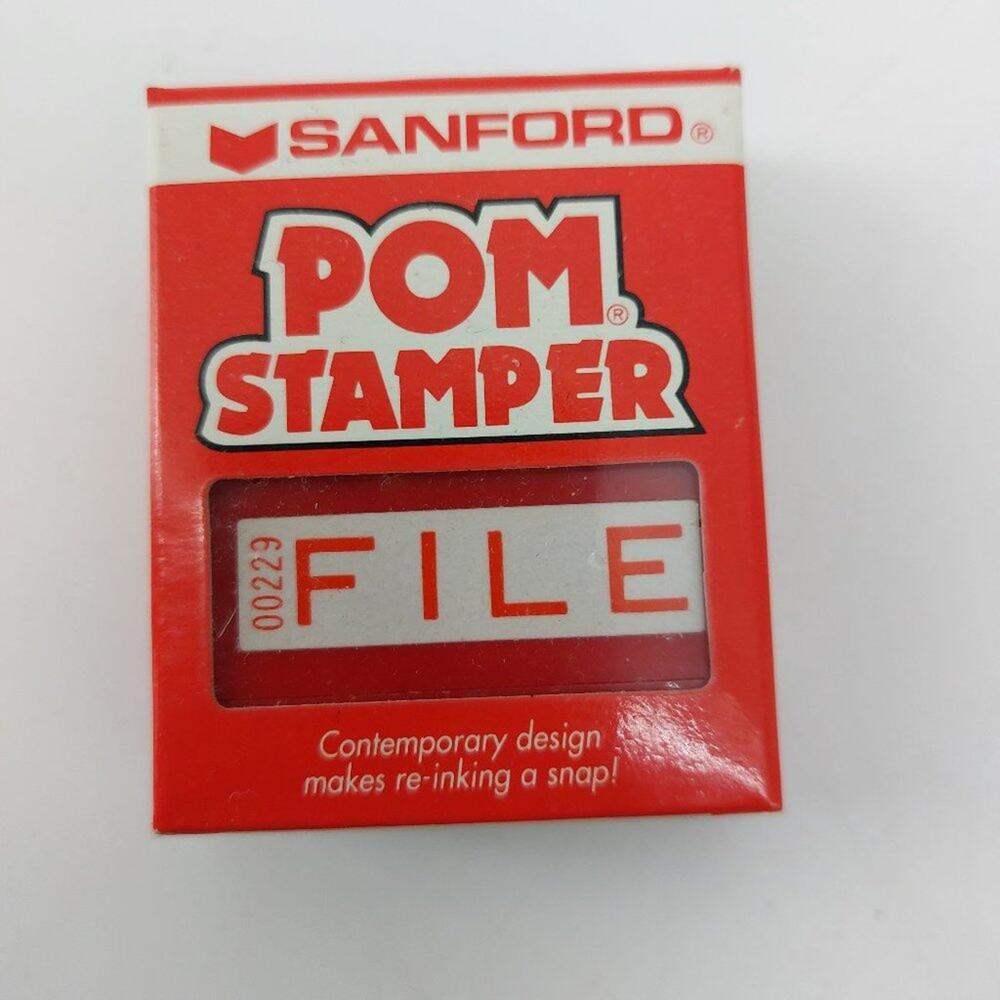 SANFORD®
POM®
STAMPER
00229
FILE
Contemporary design
makes re-inking a snap!